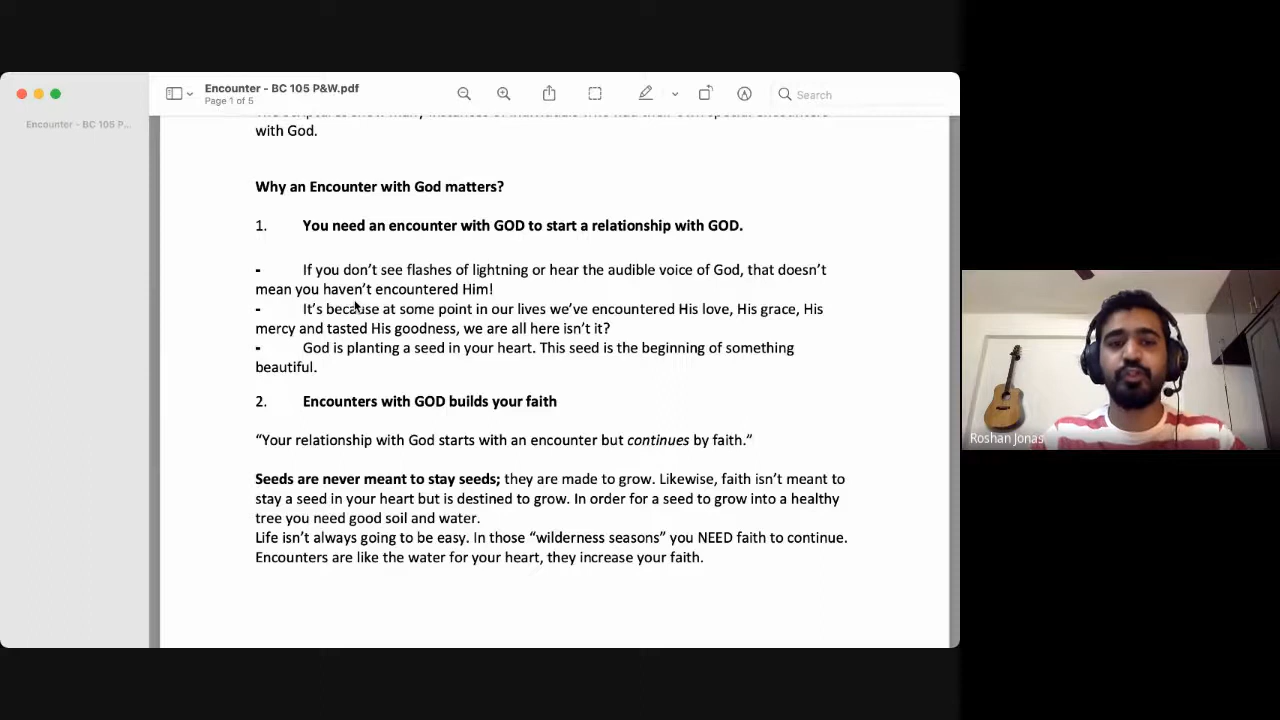 Encounter - BC 105 P&W.pdf
Page 1 of 5
Search
Encounter - BC 105 P...
with God.
Why an Encounter with God matters?
1. You need an encounter with GOD to start a relationship with GOD.
- If you don't see flashes of lightning or hear the audible voice of God, that doesn't
mean you haven't encountered Him!
- It's because at some point in our lives we've encountered His love, His grace, His
mercy and tasted His goodness, we are all here isn't it?
- God is planting a seed in your heart. This seed is the beginning of something
beautiful.
2. Encounters with GOD builds your faith
“Your relationship with God starts with an encounter but continues by faith.”
Seeds are never meant to stay seeds; they are made to grow. Likewise, faith isn't meant to
stay a seed in your heart but is destined to grow. In order for a seed to grow into a healthy
tree you need good soil and water.
Life isn't always going to be easy. In those “wilderness seasons” you NEED faith to continue.
Encounters are like the water for your heart, they increase your faith.
Roshan Jonas